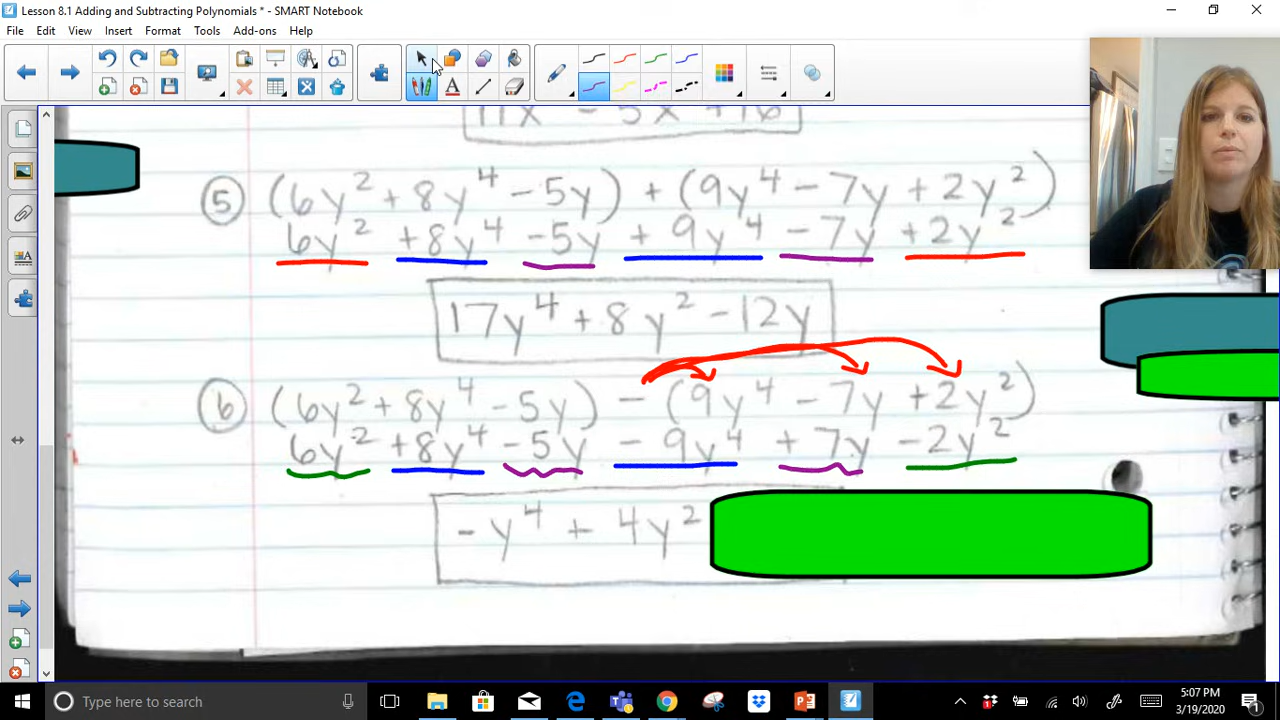 Lesson 8.1 Adding and Subtracting Polynomials * - SMART Notebook
File Edit View Insert Format Tools Add-ons Help
11x - 5x + 16
⑤ (6y² + 8y⁴ - 5y) + (9y⁴ - 7y + 2y²)
6y² + 8y⁴ - 5y + 9y⁴ - 7y + 2y²
17y⁴ + 8y² - 12y
⑥ (6y² + 8y⁴ - 5y) - (9y⁴ - 7y + 2y²)
6y² + 8y⁴ - 5y - 9y⁴ + 7y - 2y²
-y⁴ + 4y²
Type here to search
5:07 PM
3/19/2020